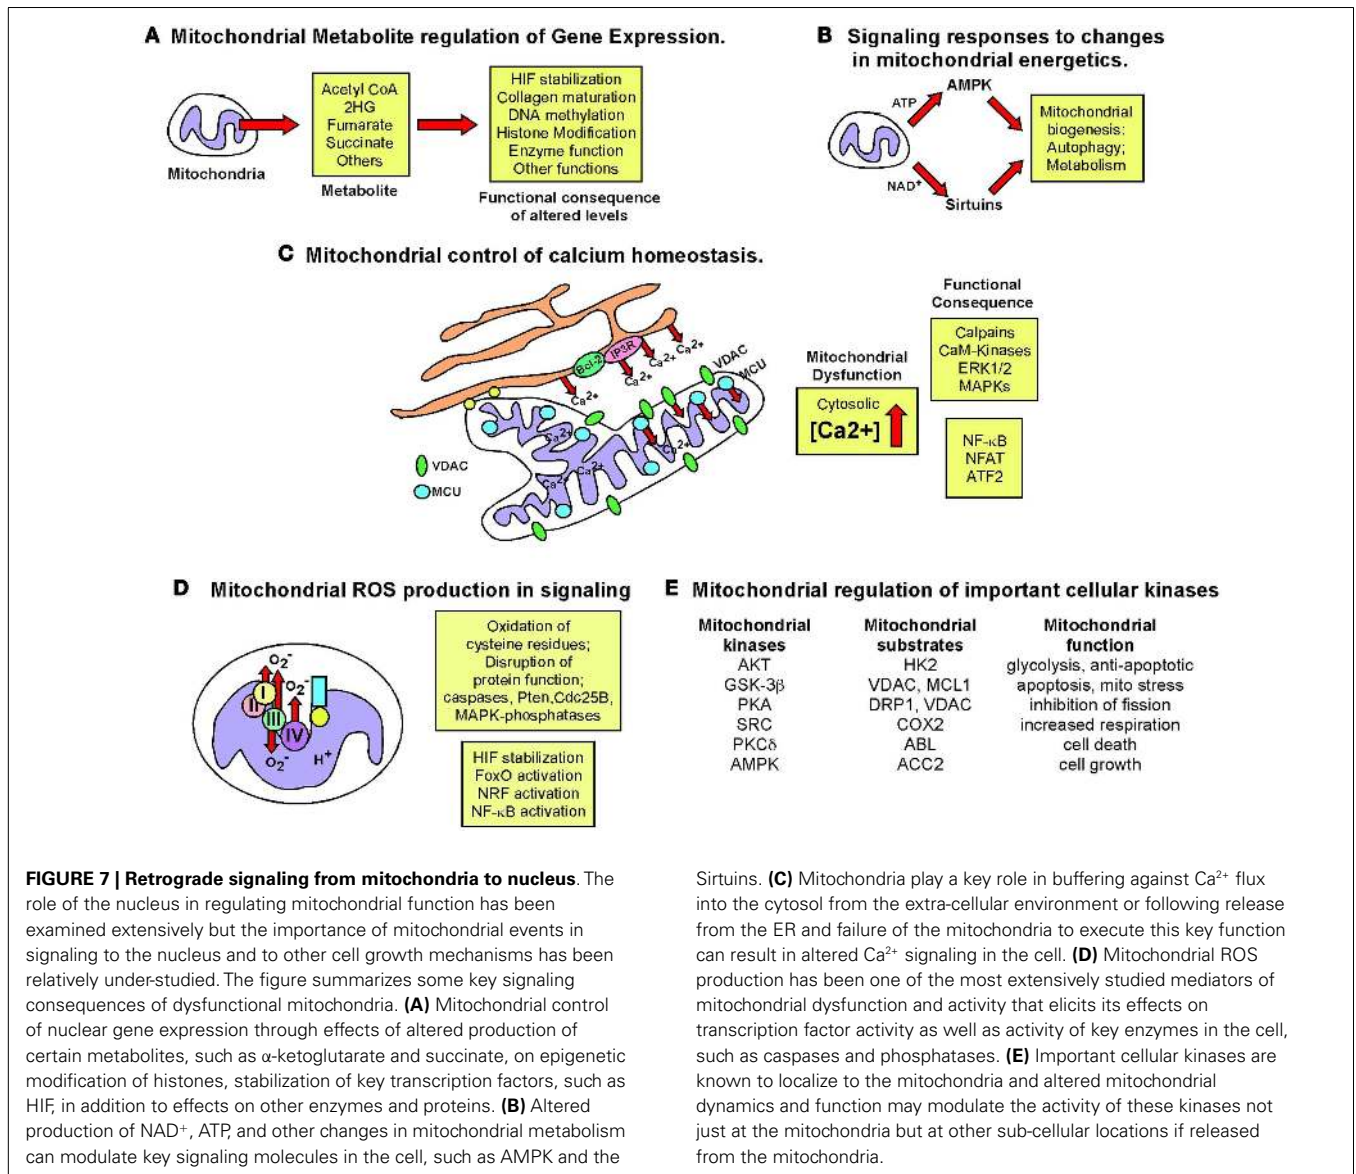 A Mitochondrial Metabolite regulation of Gene Expression.
Mitochondria
Acetyl CoA
2HG
Fumarate
Succinate
Others
Metabolite
HIF stabilization
Collagen maturation
DNA methylation
Histone Modification
Enzyme function
Other functions
Functional consequence
of altered levels
B Signaling responses to changes
in mitochondrial energetics.
ATP
AMPK
NAD+
Sirtuins
Mitochondrial
biogenesis:
Autophagy;
Metabolism
C Mitochondrial control of calcium homeostasis.
Bcl-2
IP3R
Ca2+
Ca2+
Ca2+
Ca2+
VDAC
MCU
Ca2+
Ca2+
Ca2+
Ca2+
VDAC
MCU
Mitochondrial
Dysfunction
Cytosolic
[Ca2+]
Functional
Consequence
Calpains
CaM-Kinases
ERK1/2
MAPKs
NF-κB
NFAT
ATF2
D Mitochondrial ROS production in signaling
O2-
O2-
I
II
III
IV
O2-
H+
Oxidation of
cysteine residues;
Disruption of
protein function;
caspases, Pten,Cdc25B,
MAPK-phosphatases
HIF stabilization
FoxO activation
NRF activation
NF-κB activation
E Mitochondrial regulation of important cellular kinases
Mitochondrial Mitochondrial Mitochondrial
kinases substrates function
AKT HK2 glycolysis, anti-apoptotic
GSK-3β VDAC, MCL1 apoptosis, mito stress
PKA DRP1, VDAC inhibition of fission
SRC COX2 increased respiration
PKCδ ABL cell death
AMPK ACC2 cell growth
FIGURE 7 | Retrograde signaling from mitochondria to nucleus. The
role of the nucleus in regulating mitochondrial function has been
examined extensively but the importance of mitochondrial events in
signaling to the nucleus and to other cell growth mechanisms has been
relatively under-studied. The figure summarizes some key signaling
consequences of dysfunctional mitochondria. (A) Mitochondrial control
of nuclear gene expression through effects of altered production of
certain metabolites, such as α-ketoglutarate and succinate, on epigenetic
modification of histones, stabilization of key transcription factors, such as
HIF, in addition to effects on other enzymes and proteins. (B) Altered
production of NAD+, ATP, and other changes in mitochondrial metabolism
can modulate key signaling molecules in the cell, such as AMPK and the
Sirtuins. (C) Mitochondria play a key role in buffering against Ca2+ flux
into the cytosol from the extra-cellular environment or following release
from the ER and failure of the mitochondria to execute this key function
can result in altered Ca2+ signaling in the cell. (D) Mitochondrial ROS
production has been one of the most extensively studied mediators of
mitochondrial dysfunction and activity that elicits its effects on
transcription factor activity as well as activity of key enzymes in the cell,
such as caspases and phosphatases. (E) Important cellular kinases are
known to localize to the mitochondria and altered mitochondrial
dynamics and function may modulate the activity of these kinases not
just at the mitochondria but at other sub-cellular locations if released
from the mitochondria.